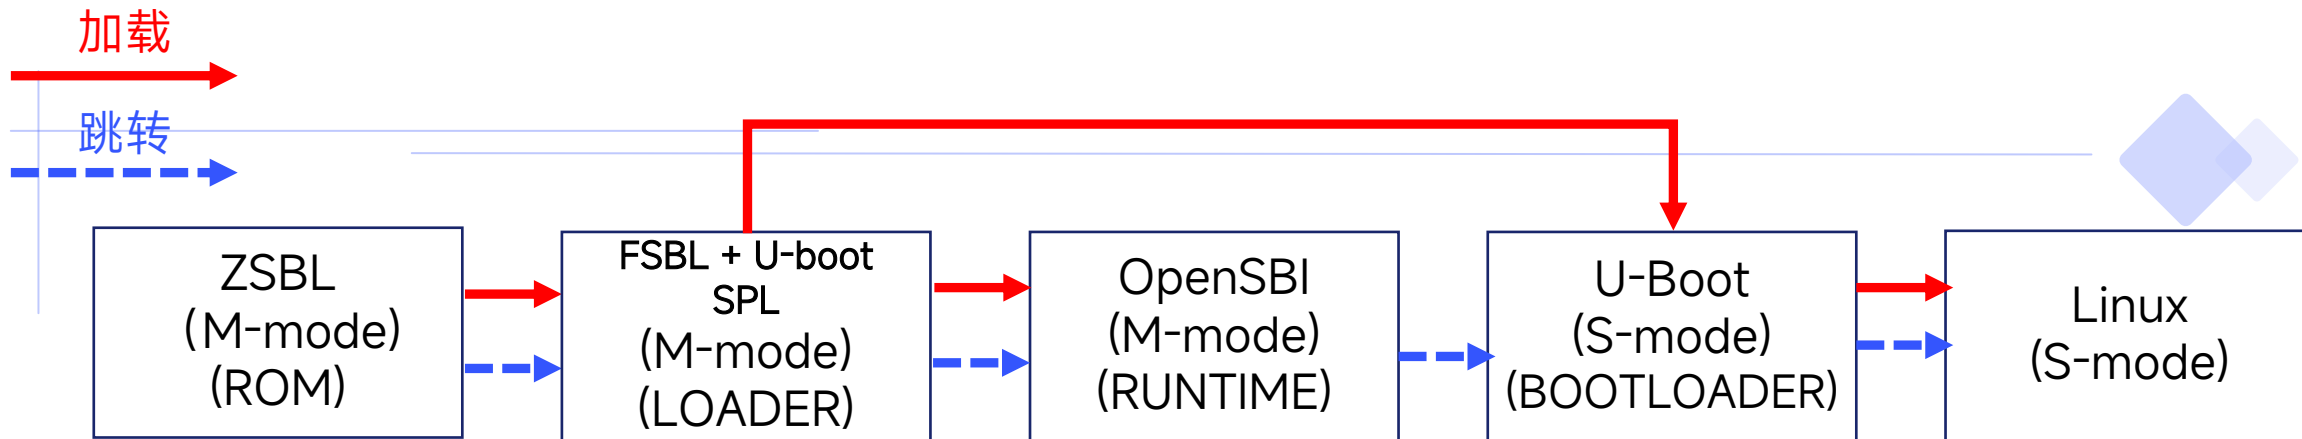 加载
跳转
ZSBL
(M-mode)
(ROM)
FSBL + U-boot
SPL
(M-mode)
(LOADER)
OpenSBI
(M-mode)
(RUNTIME)
U-Boot
(S-mode)
(BOOTLOADER)
Linux
(S-mode)